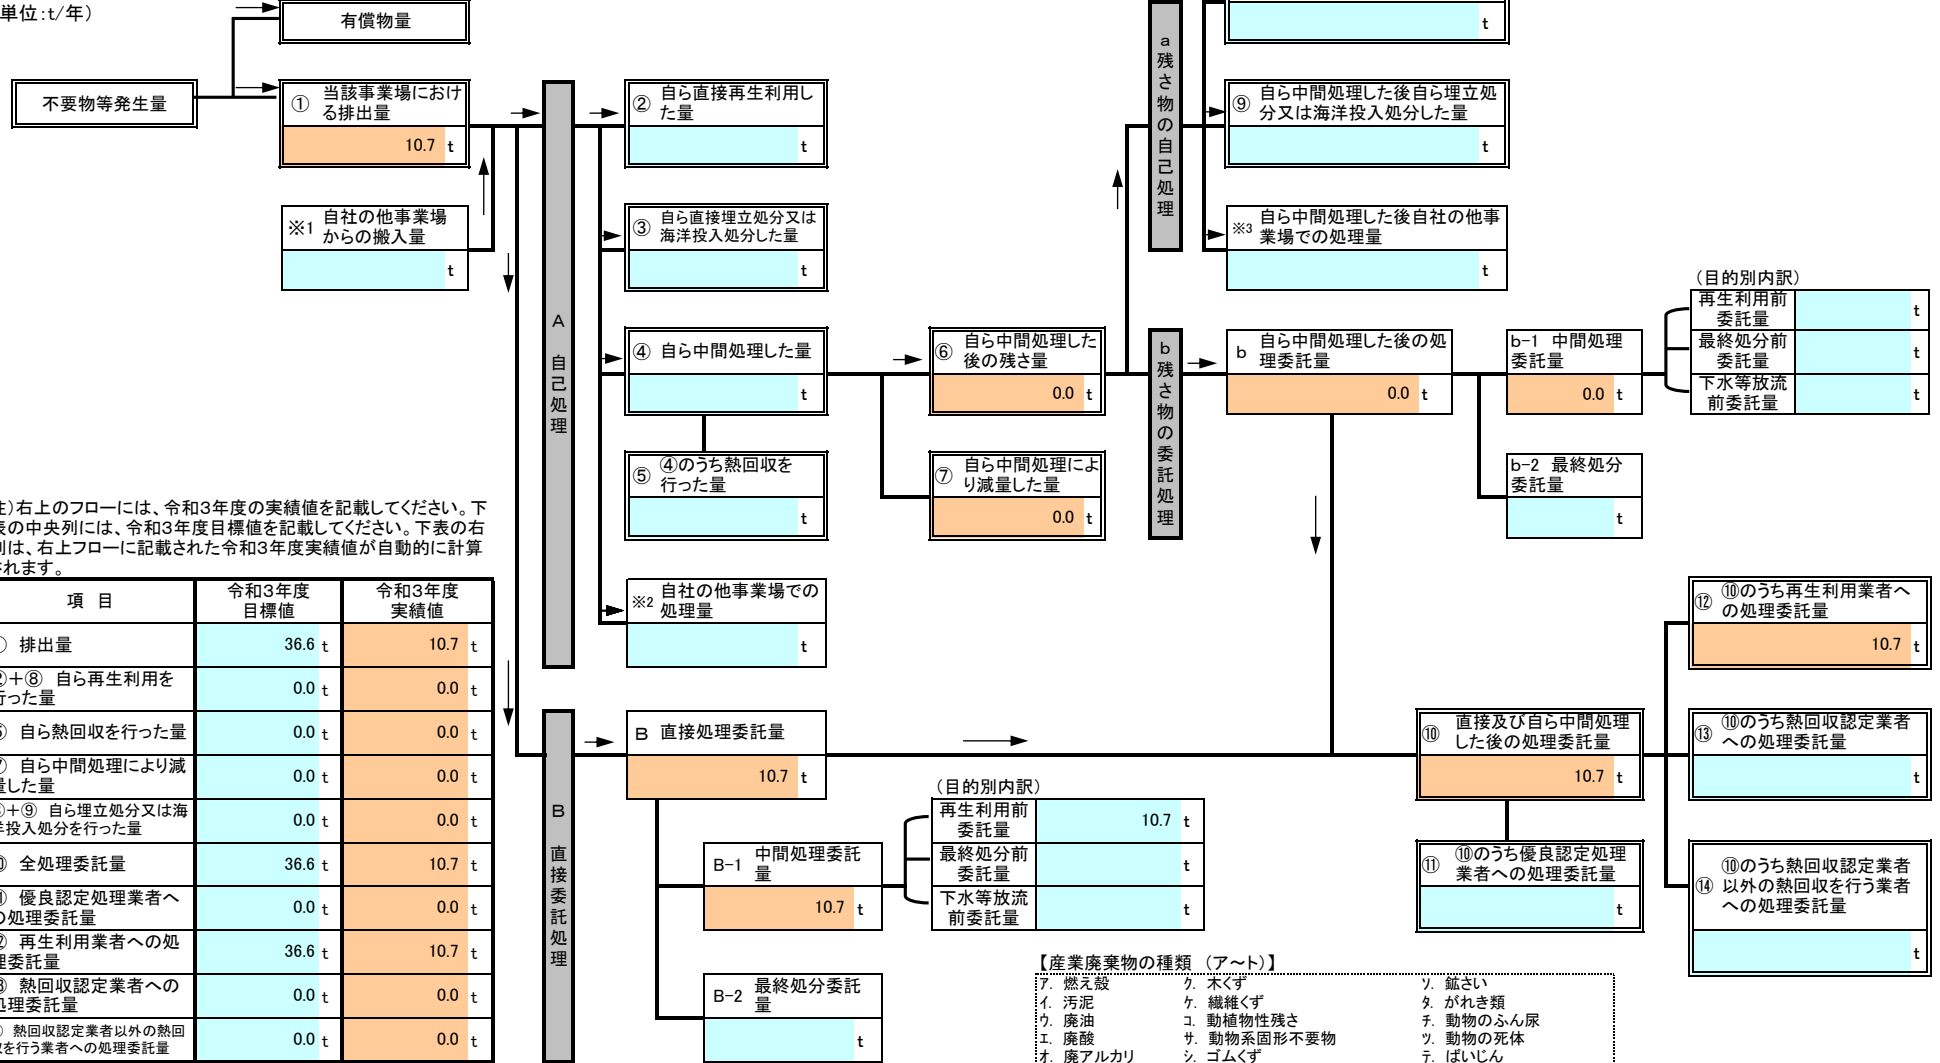 単位:t/年)
有償物量
不要物等発生量
① 当該事業場におけ
る排出量
10.7 t
※1 自社の他事業場
からの搬入量
t
A 自己処理
② 自ら直接再生利用し
た量
t
③ 自ら直接埋立処分又は
海洋投入処分した量
t
④ 自ら中間処理した量
t
⑤ ④のうち熱回収を
行った量
t
※2 自社の他事業場での
処理量
t
⑥ 自ら中間処理した
後の残さ量
0.0 t
⑦ 自ら中間処理によ
り減量した量
0.0 t
a残さ物の自己処理
t
⑨ 自ら中間処理した後自ら埋立処
分又は海洋投入処分した量
t
※3 自ら中間処理した後自社の他事
業場での処理量
t
b残さ物の委託処理
b 自ら中間処理した後の処
理委託量
0.0 t
b-1 中間処理
委託量
0.0 t
b-2 最終処分
委託量
t
(目的別内訳)
再生利用前
委託量 t
最終処分前
委託量 t
下水等放流
前委託量 t
)右上のフローには、令和3年度の実績値を記載してください。下
の中央列には、令和3年度目標値を記載してください。下表の右
は、右上フローに記載された令和3年度実績値が自動的に計算
れます。
項 目 令和3年度
目標値 令和3年度
実績値
排出量 36.6 t 10.7 t
+⑧ 自ら再生利用を
った量 0.0 t 0.0 t
自ら熱回収を行った量 0.0 t 0.0 t
自ら中間処理により減
した量 0.0 t 0.0 t
+⑨ 自ら埋立処分又は海
投入処分を行った量 0.0 t 0.0 t
全処理委託量 36.6 t 10.7 t
優良認定処理業者へ
の処理委託量 0.0 t 0.0 t
再生利用業者への処
理委託量 36.6 t 10.7 t
熱回収認定業者への
処理委託量 0.0 t 0.0 t
熱回収認定業者以外の熱回
を行う業者への処理委託量 0.0 t 0.0 t
B 直接委託処理
B 直接処理委託量
10.7 t
B-1 中間処理委託
量
10.7 t
B-2 最終処分委託
量
t
(目的別内訳)
再生利用前
委託量 10.7 t
最終処分前
委託量 t
下水等放流
前委託量 t
⑩ 直接及び自ら中間処理
した後の処理委託量
10.7 t
⑪ ⑩のうち優良認定処理
業者への処理委託量
t
⑫ ⑩のうち再生利用業者へ
の処理委託量
10.7 t
⑬ ⑩のうち熱回収認定業者
への処理委託量
t
⑭ ⑩のうち熱回収認定業者
以外の熱回収を行う業者
への処理委託量
t
【産業廃棄物の種類 (ア~ト)】
ア. 燃え殻 ク. 木くず ソ. 鉱さい
イ. 汚泥 ケ. 繊維くず タ. がれき類
ウ. 廃油 コ. 動植物性残さ チ. 動物のふん尿
エ. 廃酸 サ. 動物系固形不要物 ツ. 動物の死体
オ. 廃アルカリ シ. ゴムくず テ. ばいじん